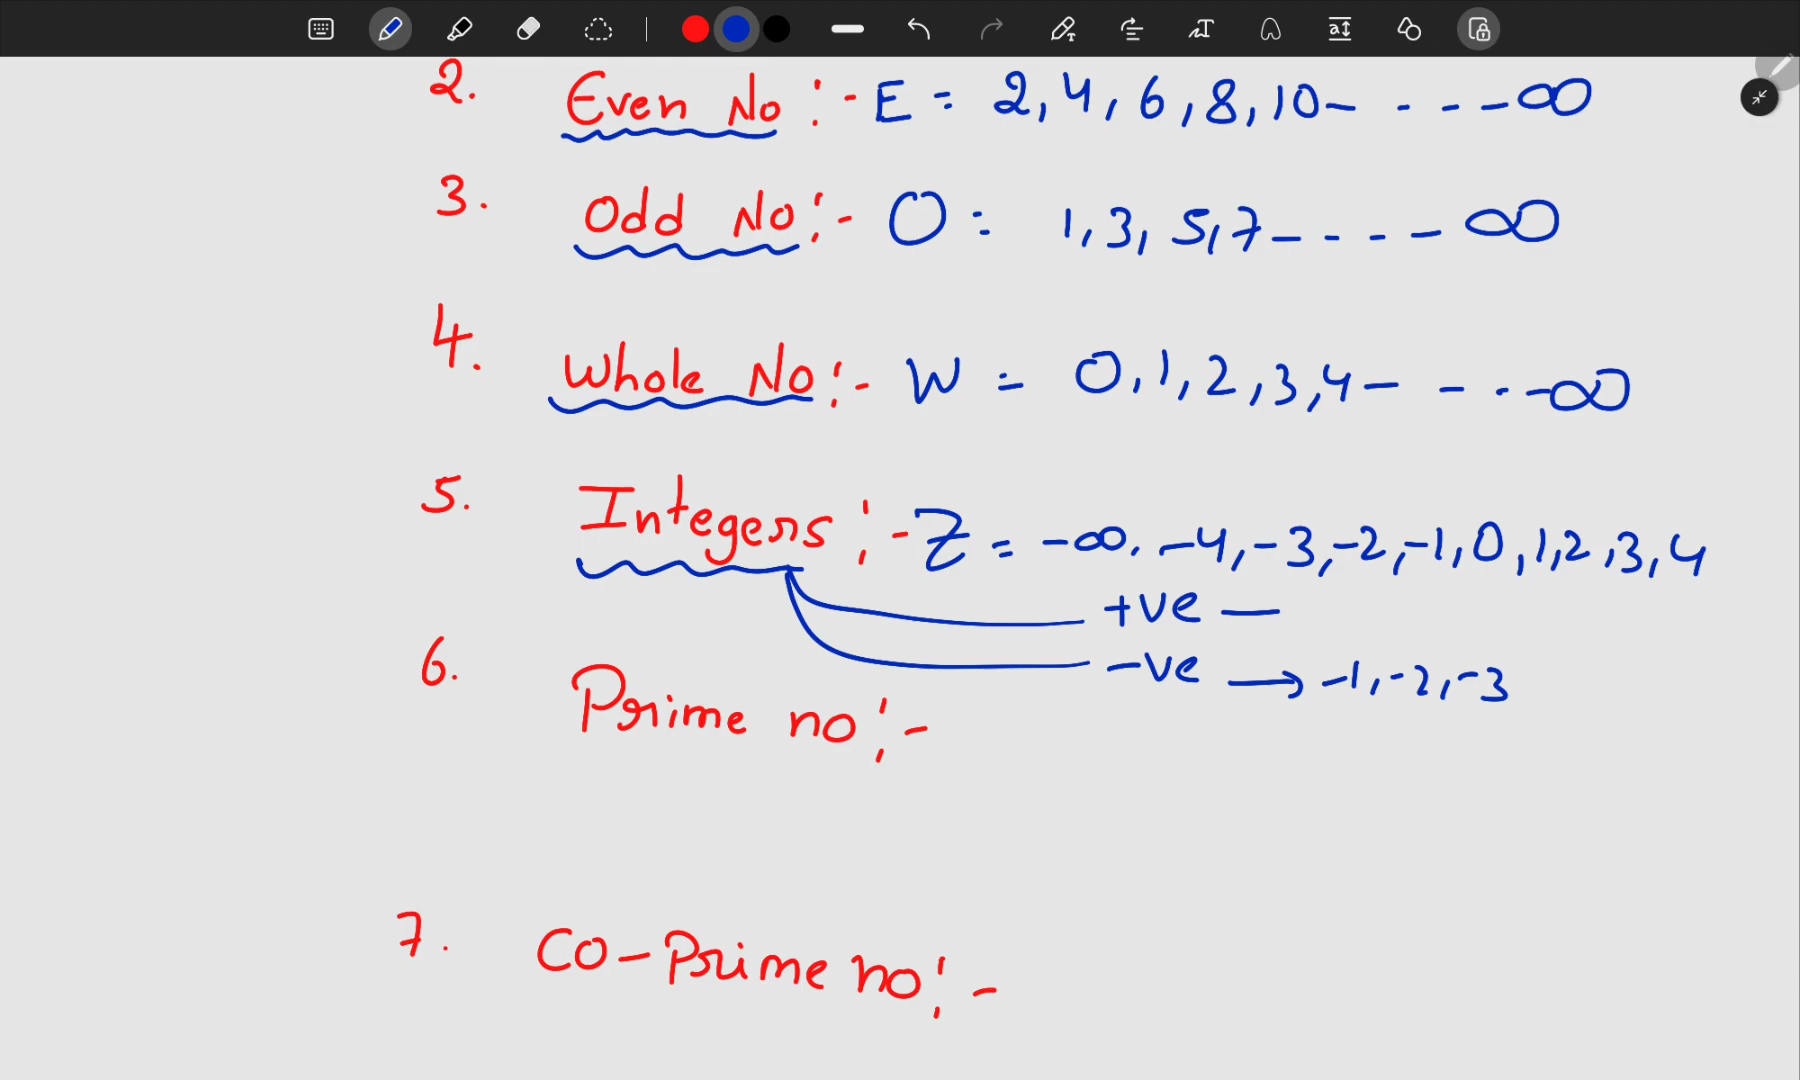 2. Even No :- E = 2, 4, 6, 8, 10 - - - - - ∞
3. Odd No :- O = 1, 3, 5, 7 - - - - - ∞
4. Whole No :- W = 0, 1, 2, 3, 4 - - - - ∞
5. Integers :- Z = -∞. -4, -3, -2, -1, 0, 1, 2, 3, 4
+ve —
-ve → -1, -2, -3
6. Prime no :-
7. Co-Prime no :-